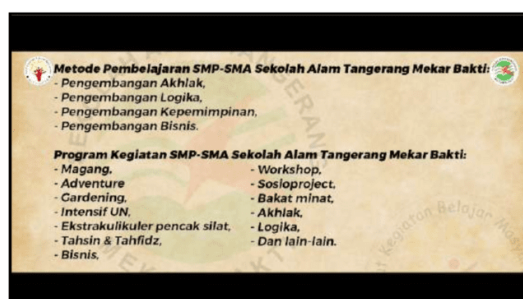 Metode Pembelajaran SMP-SMA Sekolah Alam Tangerang Mekar Bakti:
- Pengembangan Akhlak,
- Pengembangan Logika,
- Pengembangan Kepemimpinan,
- Pengembangan Bisnis.
Program Kegiatan SMP-SMA Sekolah Alam Tangerang Mekar Bakti:
- Magang,
- Adventure
- Gardening,
- Intensif UN,
- Ekstrakulikuler pencak silat,
- Tahsin & Tahfidz,
- Bisnis,
- Workshop,
- Sosioproject,
- Bakat minat,
- Akhlak,
- Logika,
- Dan lain-lain.
Kegiatan Belajar